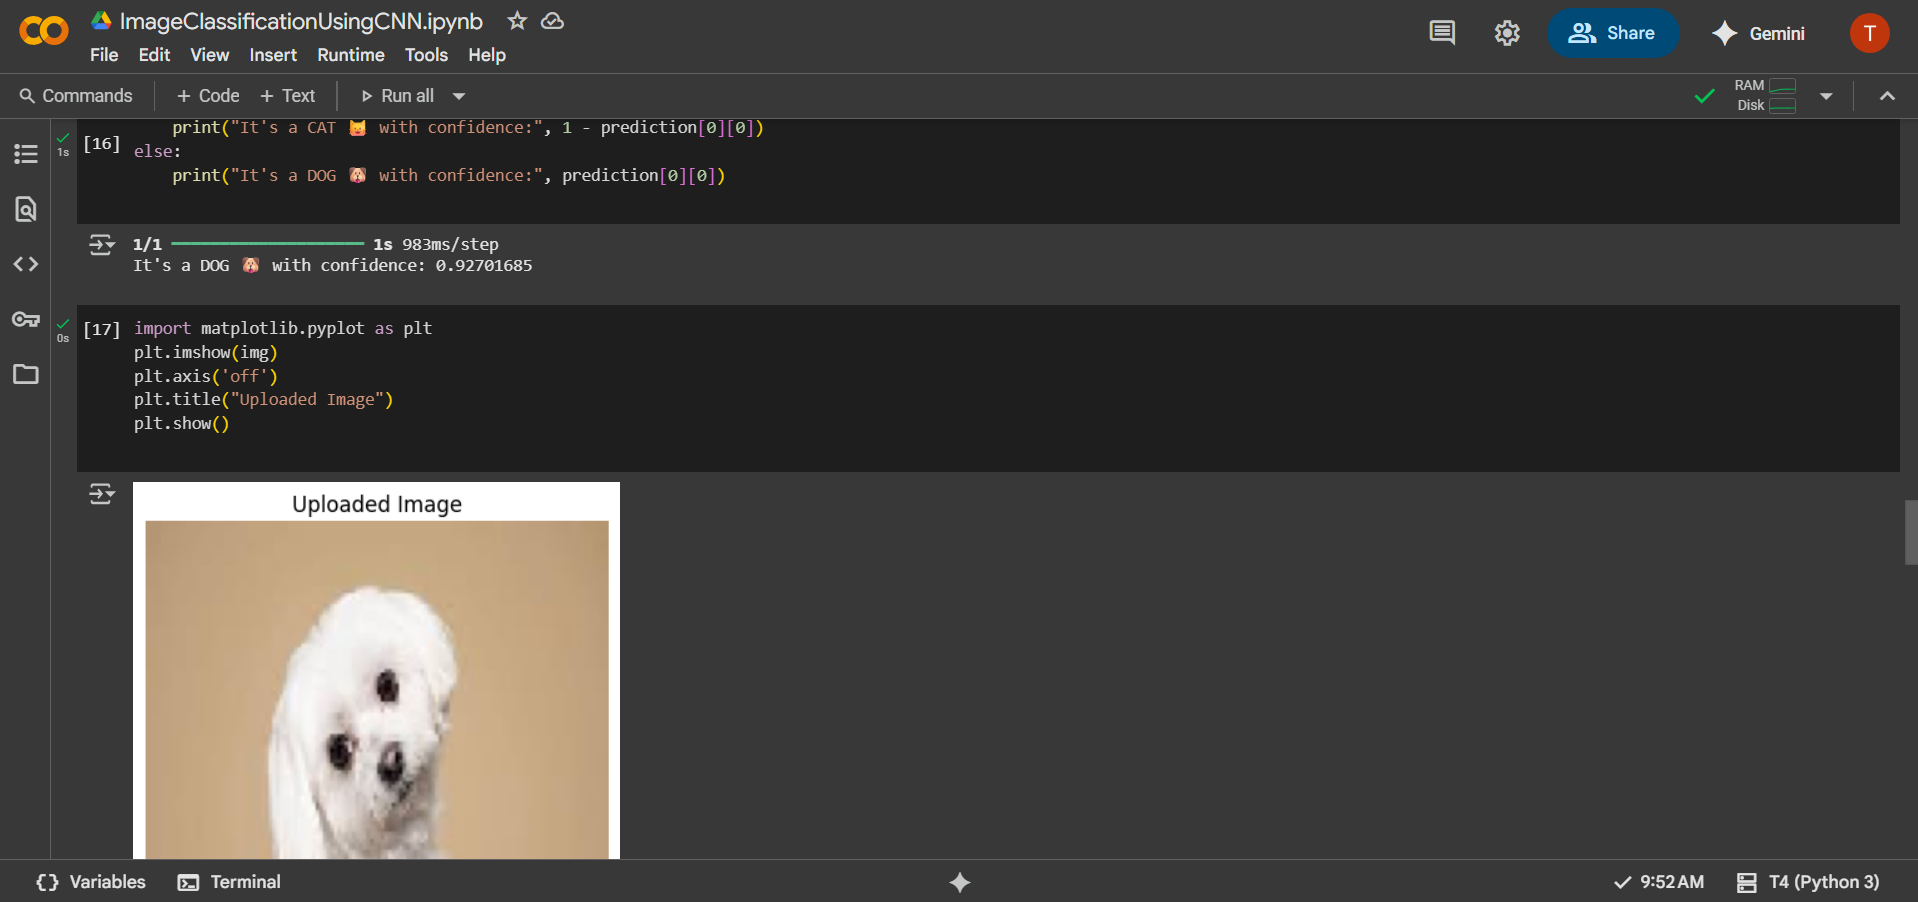 ImageClassificationUsingCNN.ipynb
File Edit View Insert Runtime Tools Help
Share
Gemini
T
Commands + Code + Text Run all
RAM
Disk
1s
[16]
print("It's a CAT 🐱 with confidence:", 1 - prediction[0][0])
else:
print("It's a DOG 🐶 with confidence:", prediction[0][0])
1/1 ━━━━━━━━━━━━━━━━━━━━ 1s 983ms/step
It's a DOG 🐶 with confidence: 0.92701685
0s
[17]
import matplotlib.pyplot as plt
plt.imshow(img)
plt.axis('off')
plt.title("Uploaded Image")
plt.show()
Uploaded Image
{} Variables
Terminal
9:52 AM
T4 (Python 3)